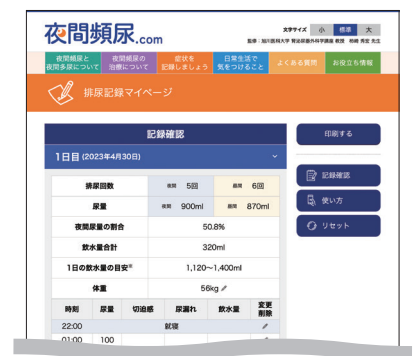 夜間頻尿.com
文字サイズ 小 標準 大
監修：旭川医科大学 腎泌尿器外科学講座 教授 柿崎 秀宏 先生
夜間頻尿と 夜間頻尿の 症状を 日常生活で よくある質問 お役立ち情報
夜間多尿について 治療について 記録しましょう 気をつけること
排尿記録マイページ
記録確認
印刷する
1日目 (2023年4月30日)
記録確認
排尿回数 夜間 5回 昼間 6回
使い方
尿量 夜間 900ml 昼間 870ml
リセット
夜間尿量の割合 50.8%
飲水量合計 320ml
1日の飲水量の目安※ 1,120〜1,400ml
体重 56kg
時刻 尿量 切迫感 尿漏れ 飲水量 変更
削除
22:00 就寝
01:00 100